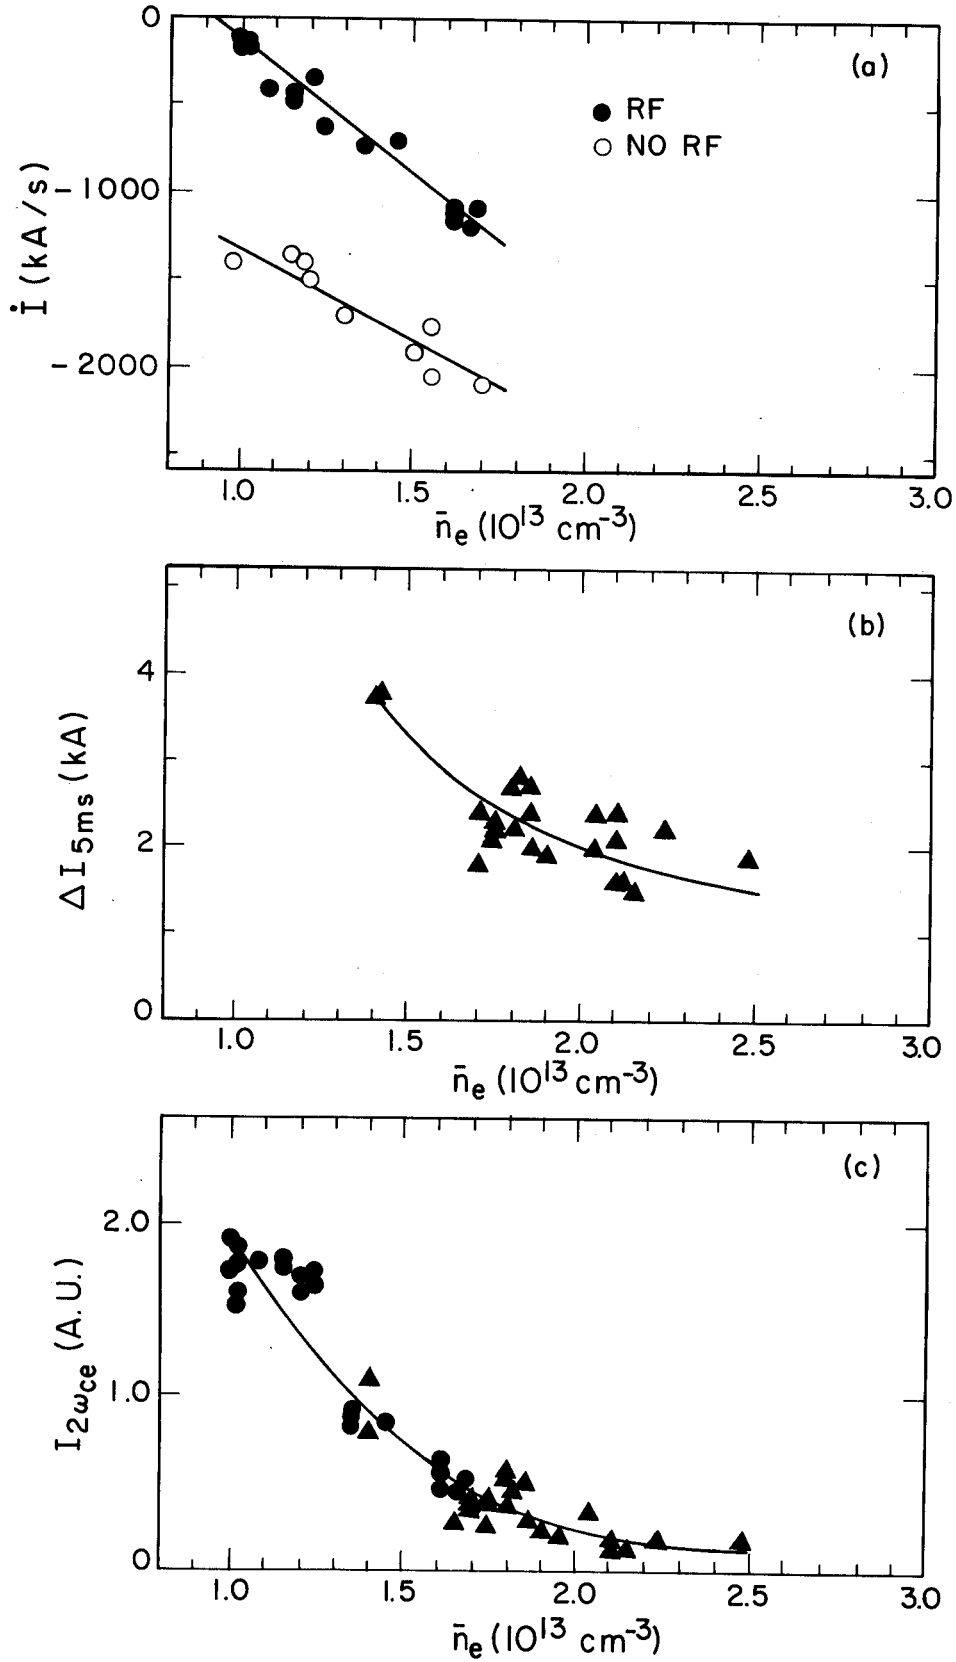 (a)
● RF
○ NO RF
0
-1000
-2000
İ (kA/s)
1.0 1.5 2.0 2.5 3.0
n̄e (10¹³ cm⁻³)
(b)
4
2
0
ΔI5ms (kA)
1.0 1.5 2.0 2.5 3.0
n̄e (10¹³ cm⁻³)
(c)
2.0
1.0
0
I2ωce (A.U.)
1.0 1.5 2.0 2.5 3.0
n̄e (10¹³ cm⁻³)